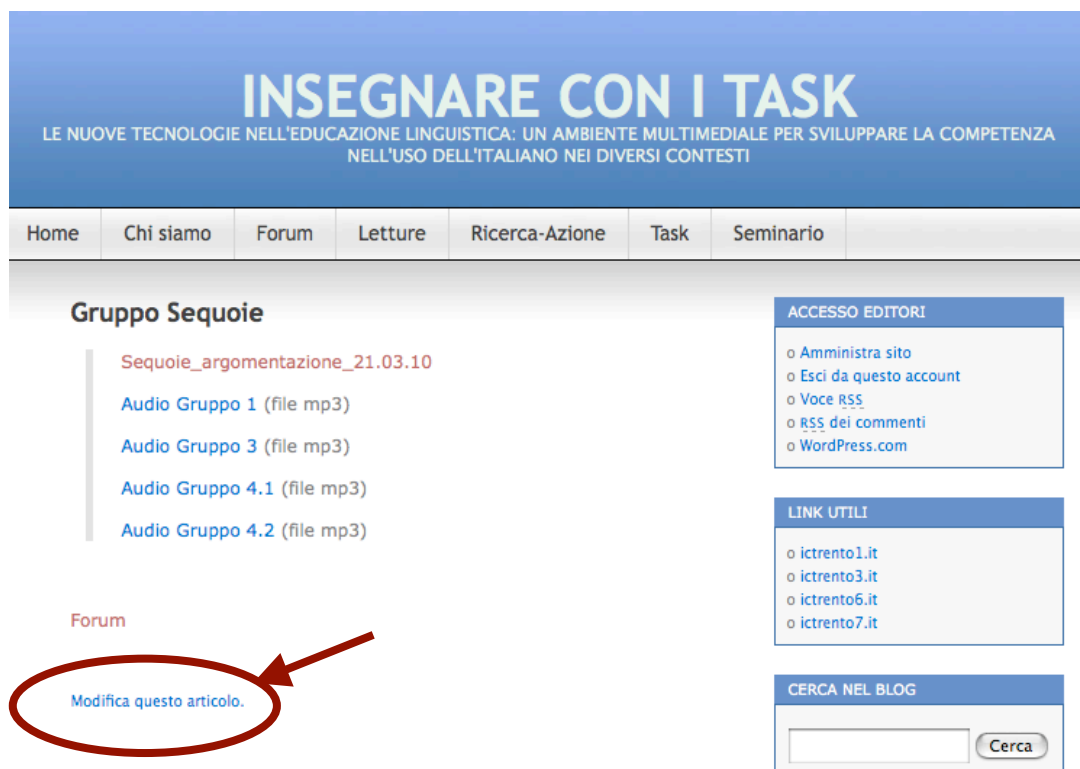 INSEGNARE CON I TASK
LE NUOVE TECNOLOGIE NELL'EDUCAZIONE LINGUISTICA: UN AMBIENTE MULTIMEDIALE PER SVILUPPARE LA COMPETENZA
NELL'USO DELL'ITALIANO NEI DIVERSI CONTESTI
Home Chi siamo Forum Letture Ricerca-Azione Task Seminario
Gruppo Sequoie
Sequoie_argomentazione_21.03.10
Audio Gruppo 1 (file mp3)
Audio Gruppo 3 (file mp3)
Audio Gruppo 4.1 (file mp3)
Audio Gruppo 4.2 (file mp3)
Forum
Modifica questo articolo.
ACCESSO EDITORI
o Amministra sito
o Esci da questo account
o Voce RSS
o RSS dei commenti
o WordPress.com
LINK UTILI
o ictrento1.it
o ictrento3.it
o ictrento6.it
o ictrento7.it
CERCA NEL BLOG
Cerca